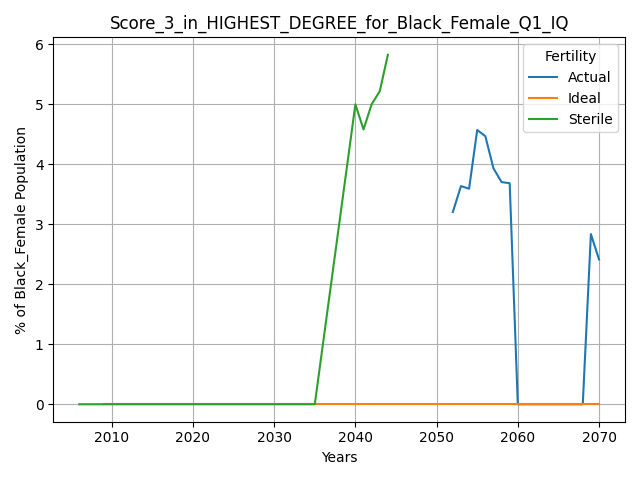 Score_3_in_HIGHEST_DEGREE_for_Black_Female_Q1_IQ
% of Black_Female Population
6
5
4
3
2
1
0
Fertility
Actual
Ideal
Sterile
2010 2020 2030 2040 2050 2060 2070
Years